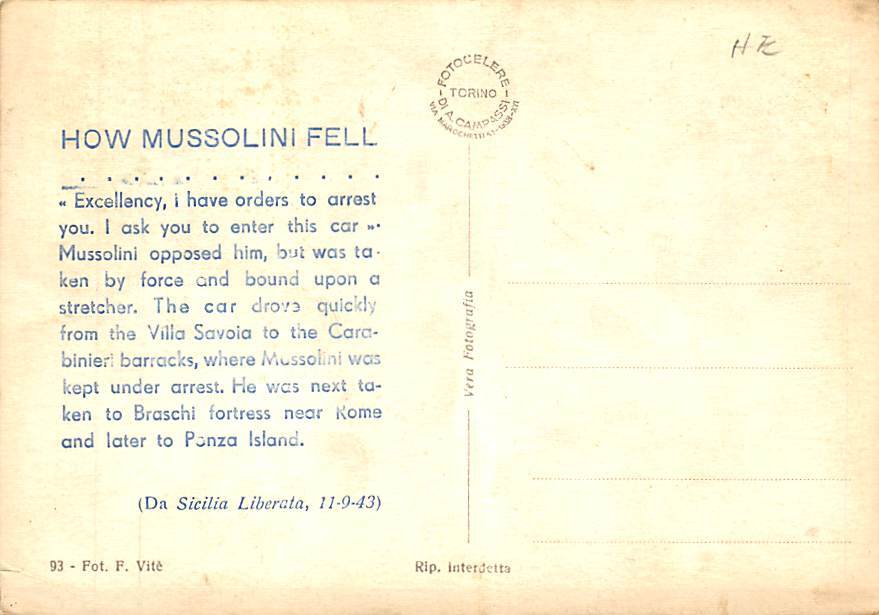 HOW MUSSOLINI FELL
. . . . . . . . . . . .
« Excellency, i have orders to arrest
you. I ask you to enter this car ».
Mussolini opposed him, but was ta-
ken by force and bound upon a
stretcher. The car drove quickly
from the Villa Savoia to the Cara-
binieri barracks, where Mussolini was
kept under arrest. He was next ta-
ken to Braschi fortress near Rome
and later to Ponza Island.
(Da Sicilia Liberata, 11-9-43)
93 - Fot. F. Vitè
FOTOCELERE
TORINO
DI A. CAMPASSI
Vera Fotografia
Rip. Interdetta